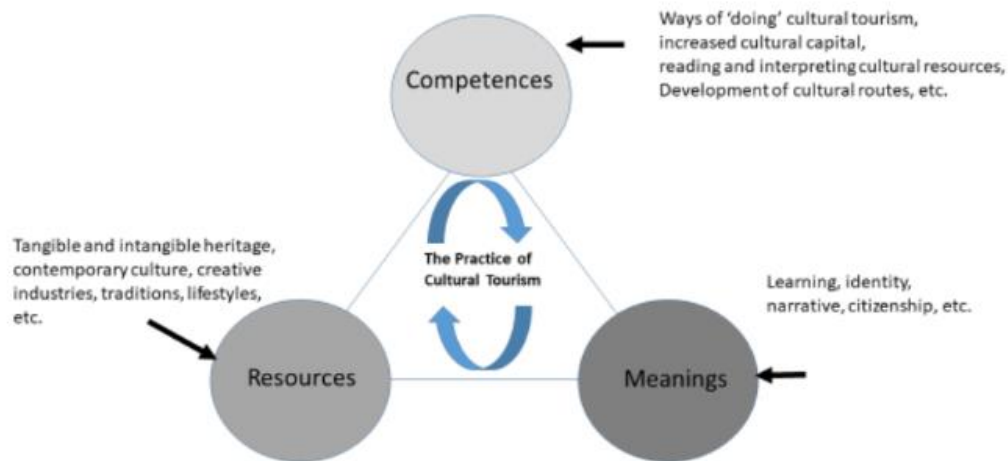 Ways of ‘doing’ cultural tourism,
increased cultural capital,
reading and interpreting cultural resources,
Development of cultural routes, etc.
Competences
The Practice of
Cultural Tourism
Tangible and intangible heritage,
contemporary culture, creative
industries, traditions, lifestyles,
etc.
Learning, identity,
narrative, citizenship, etc.
Resources
Meanings